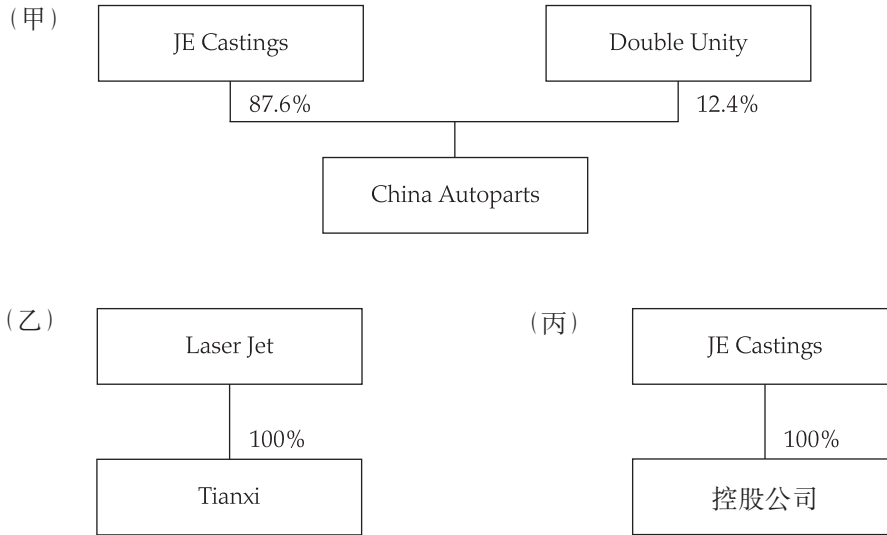 （甲）
JE Castings
Double Unity
87.6%
12.4%
China Autoparts
（乙）
（丙）
Laser Jet
JE Castings
100%
100%
Tianxi
控股公司